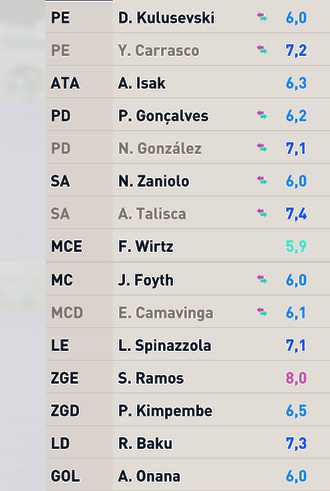 PE D. Kulusevski 6,0
PE Y. Carrasco 7,2
ATA A. Isak 6,3
PD P. Gonçalves 6,2
PD N. González 7,1
SA N. Zaniolo 6,0
SA A. Talisca 7,4
MCE F. Wirtz 5,9
MC J. Foyth 6,0
MCD E. Camavinga 6,1
LE L. Spinazzola 7,1
ZGE S. Ramos 8,0
ZGD P. Kimpembe 6,5
LD R. Baku 7,3
GOL A. Onana 6,0